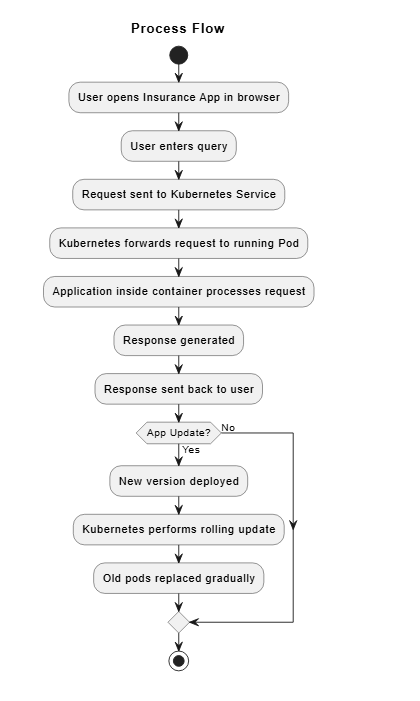 Process Flow
User opens Insurance App in browser
User enters query
Request sent to Kubernetes Service
Kubernetes forwards request to running Pod
Application inside container processes request
Response generated
Response sent back to user
App Update?
No
Yes
New version deployed
Kubernetes performs rolling update
Old pods replaced gradually